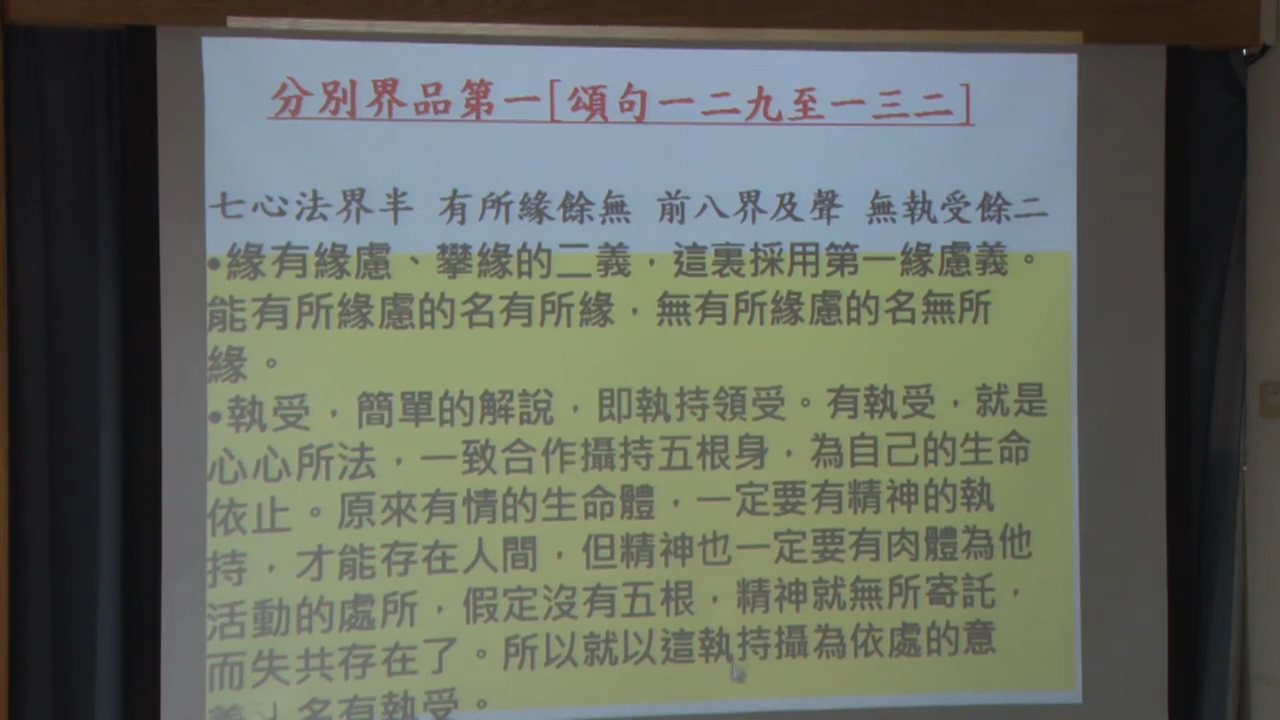 分別界品第一[頌句一二九至一三二]
七心法界半 有所緣餘無 前八界及聲 無執受餘二
•緣有緣慮、攀緣的二義，這裏採用第一緣慮義。
能有所緣慮的名有所緣，無有所緣慮的名無所
緣。
•執受，簡單的解說，即執持領受。有執受，就是
心心所法，一致合作攝持五根身，為自己的生命
依止。原來有情的生命體，一定要有精神的執
持，才能存在人間，但精神也一定要有肉體為他
活動的處所，假定沒有五根，精神就無所寄託，
而失共存在了。所以就以這執持攝為依處的意
義，名有執受。